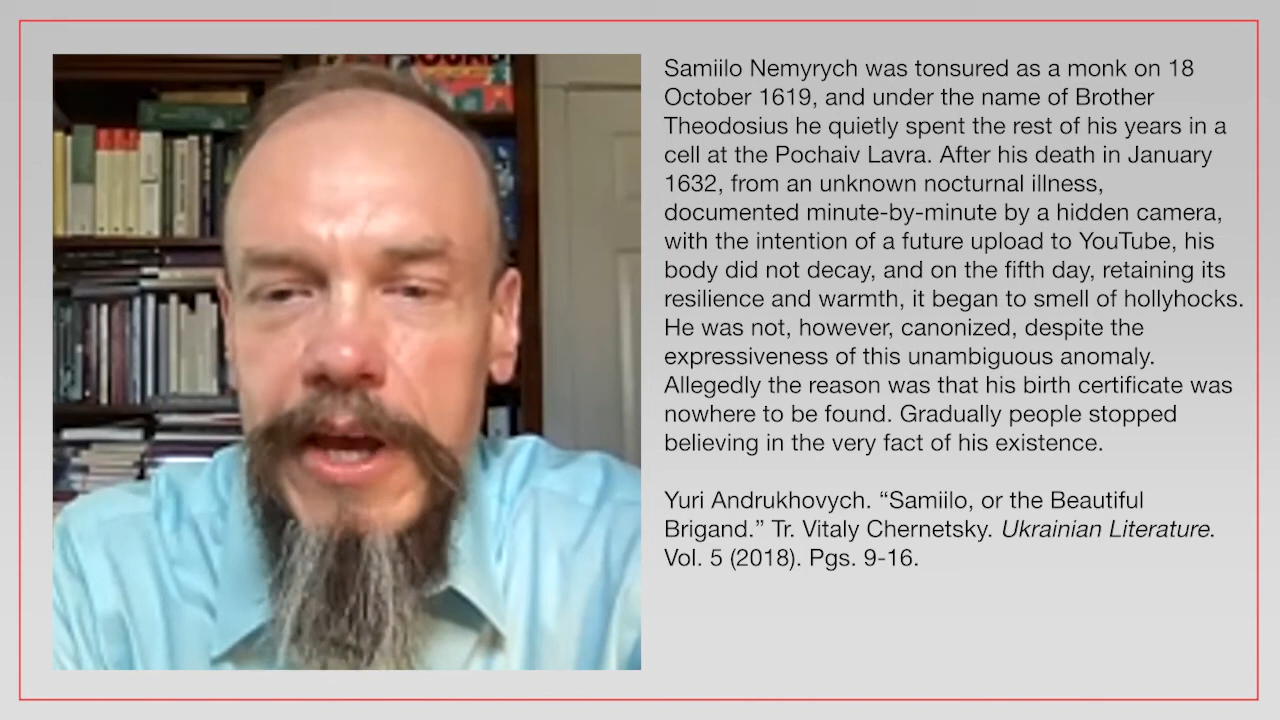 Samiilo Nemyrych was tonsured as a monk on 18
October 1619, and under the name of Brother
Theodosius he quietly spent the rest of his years in a
cell at the Pochaiv Lavra. After his death in January
1632, from an unknown nocturnal illness,
documented minute-by-minute by a hidden camera,
with the intention of a future upload to YouTube, his
body did not decay, and on the fifth day, retaining its
resilience and warmth, it began to smell of hollyhocks.
He was not, however, canonized, despite the
expressiveness of this unambiguous anomaly.
Allegedly the reason was that his birth certificate was
nowhere to be found. Gradually people stopped
believing in the very fact of his existence.
Yuri Andrukhovych. “Samiilo, or the Beautiful
Brigand.” Tr. Vitaly Chernetsky. Ukrainian Literature.
Vol. 5 (2018). Pgs. 9-16.